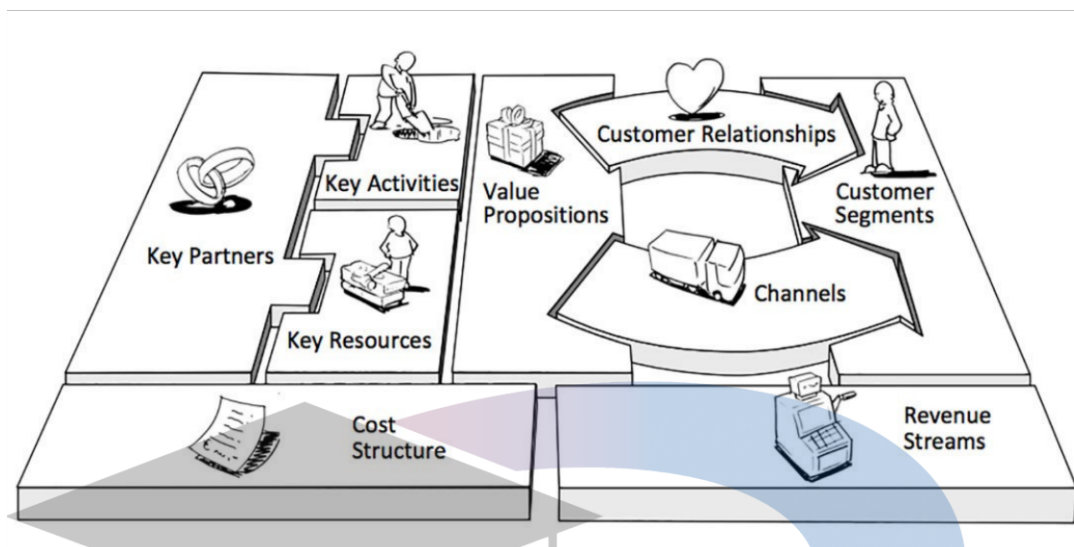 Key Partners
Key Activities
Key Resources
Value
Propositions
Customer Relationships
Channels
Customer
Segments
Cost
Structure
Revenue
Streams